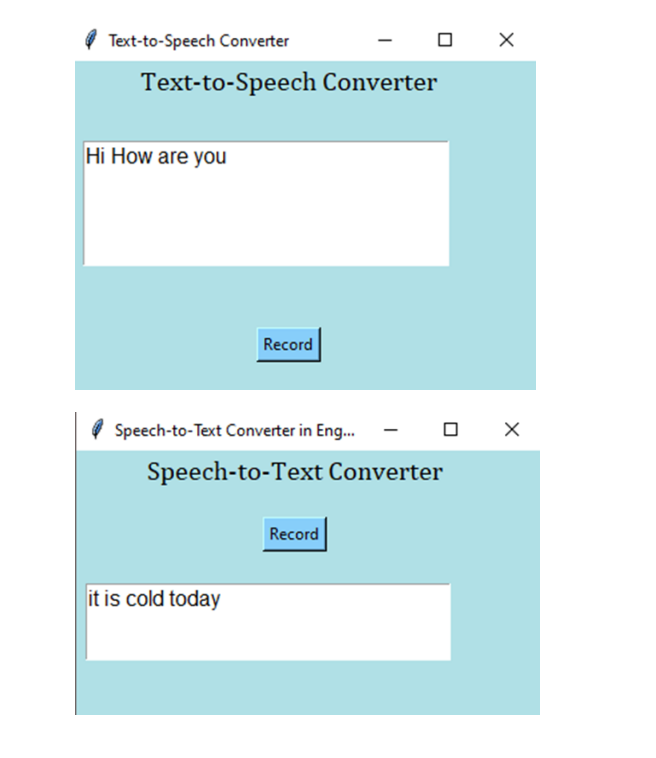 Text-to-Speech Converter
Text-to-Speech Converter
Hi How are you
Record
Speech-to-Text Converter in Eng...
Speech-to-Text Converter
Record
it is cold today